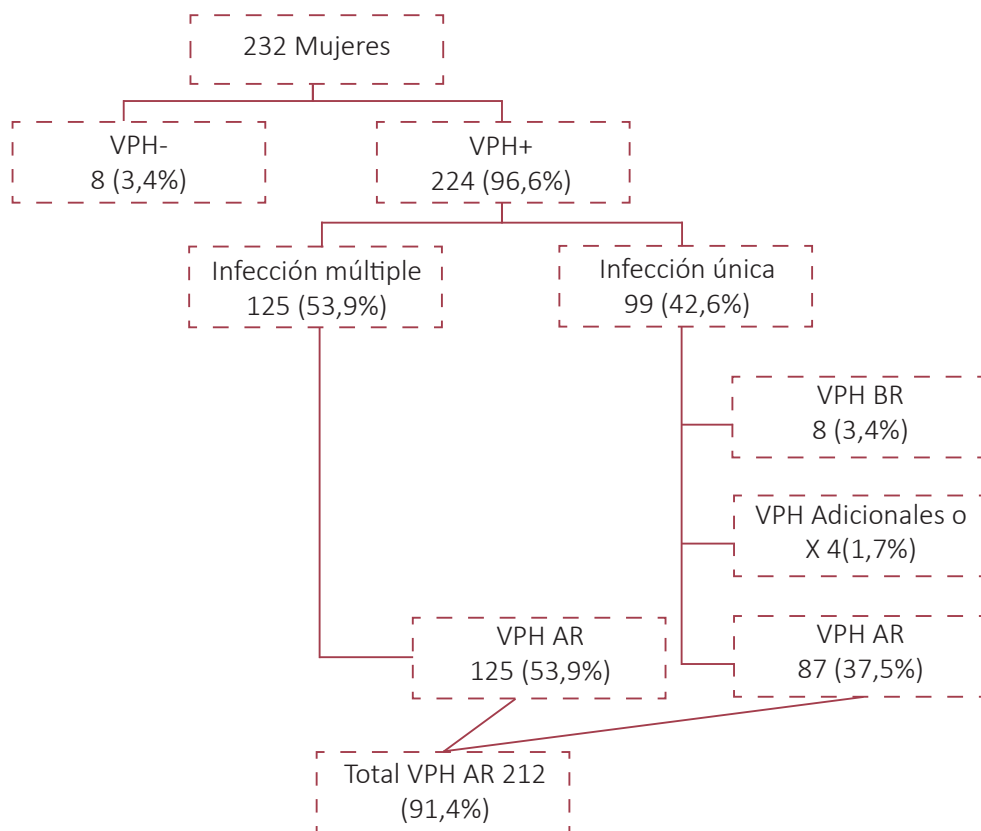 232 Mujeres
VPH-
8 (3,4%)
VPH+
224 (96,6%)
Infección múltiple
125 (53,9%)
Infección única
99 (42,6%)
VPH BR
8 (3,4%)
VPH Adicionales o
X 4(1,7%)
VPH AR
125 (53,9%)
VPH AR
87 (37,5%)
Total VPH AR 212
(91,4%)